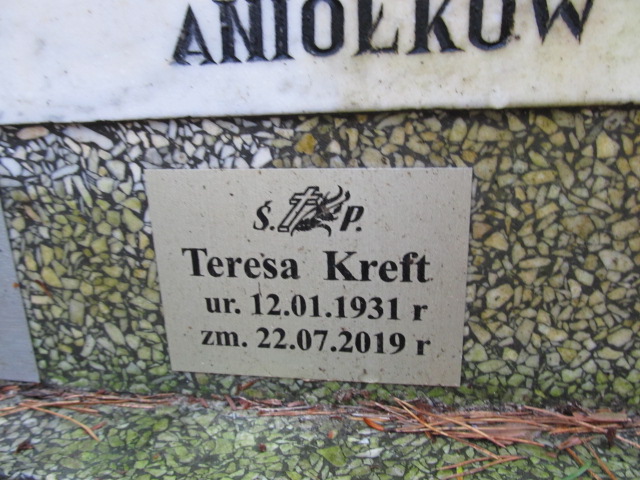 ANIOŁKÓW
Ś. P.
Teresa Kreft
ur. 12.01.1931 r
zm. 22.07.2019 r